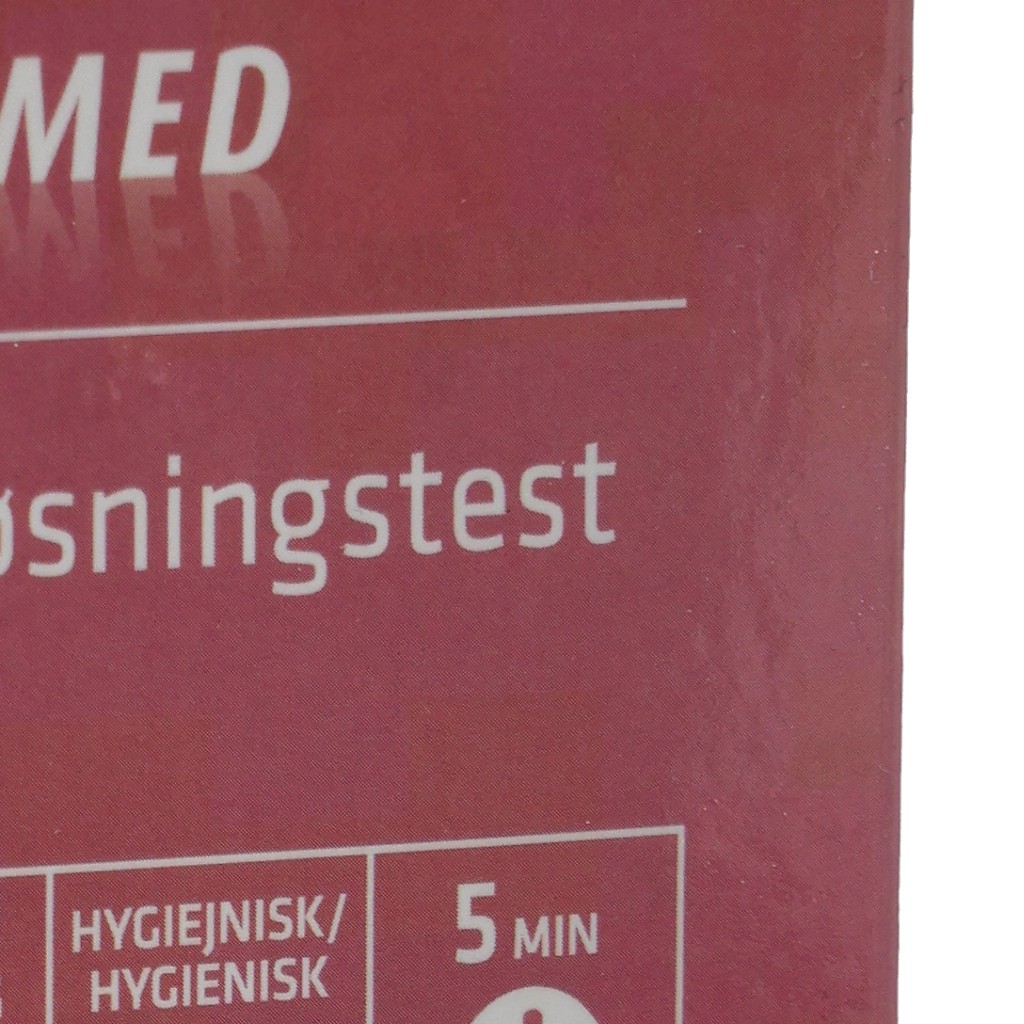 MED
øsningstest
HYGIEJNISK/
HYGIENISK
5 MIN